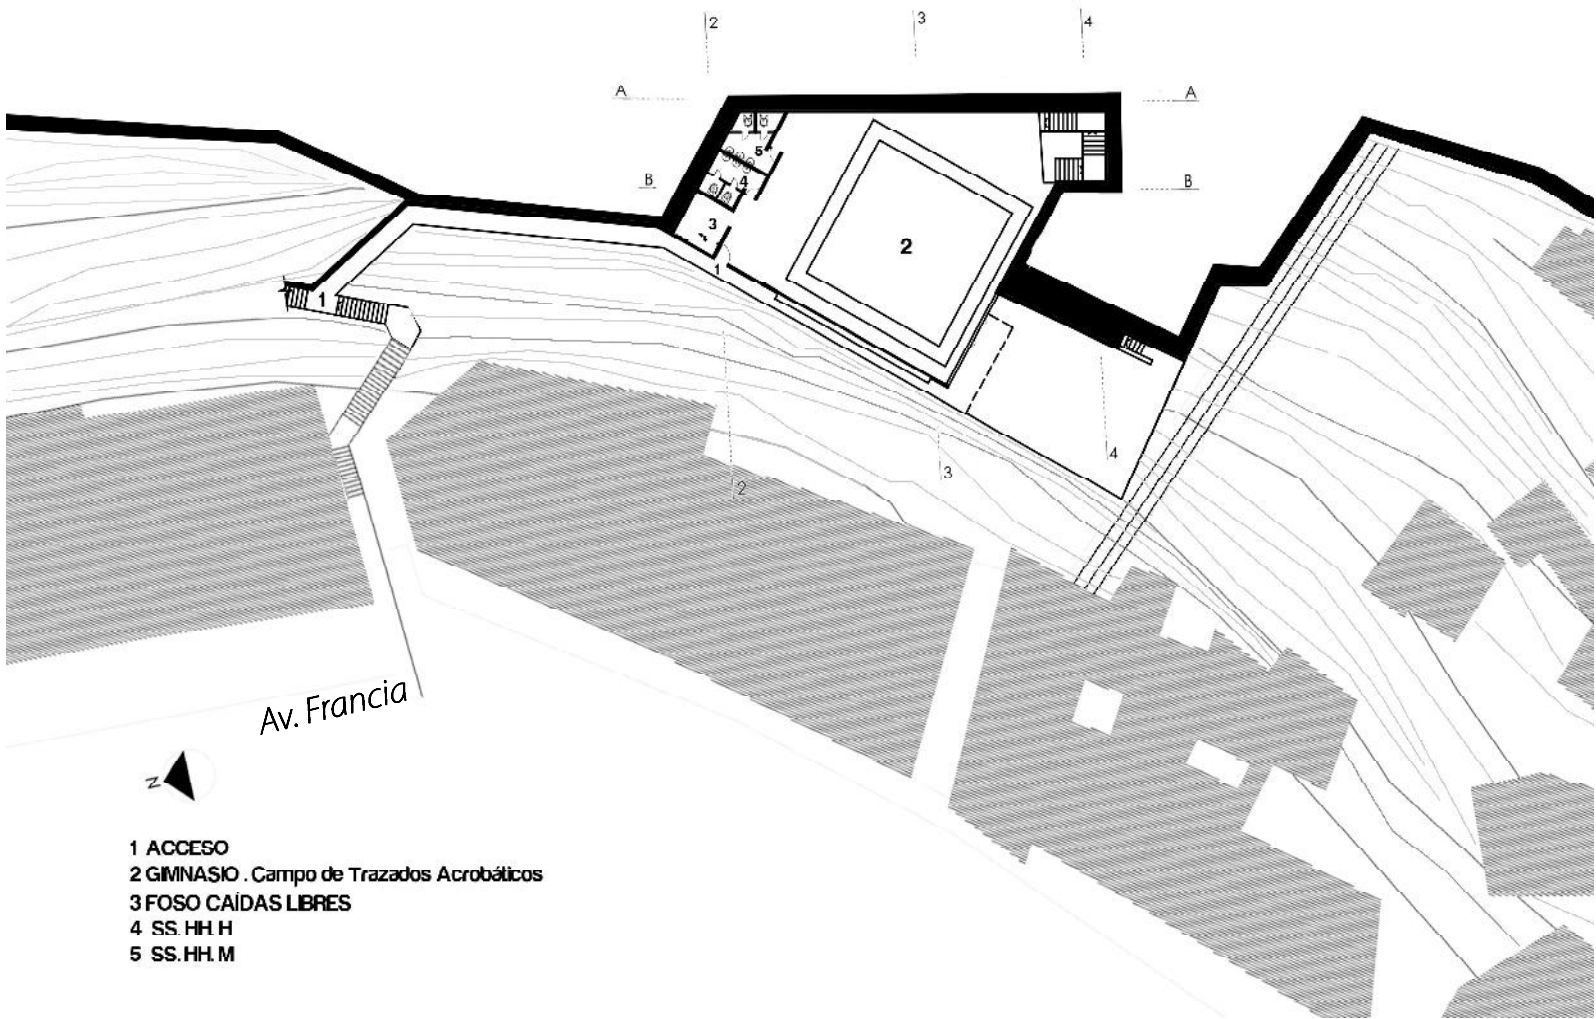 2
3
4
A
A
B
B
5
4
3
2
1
1
4
3
2
Av. Francia
N
1 ACCESO
2 GIMNASIO . Campo de Trazados Acrobáticos
3 FOSO CAÍDAS LIBRES
4 SS. HH. H
5 SS. HH. M